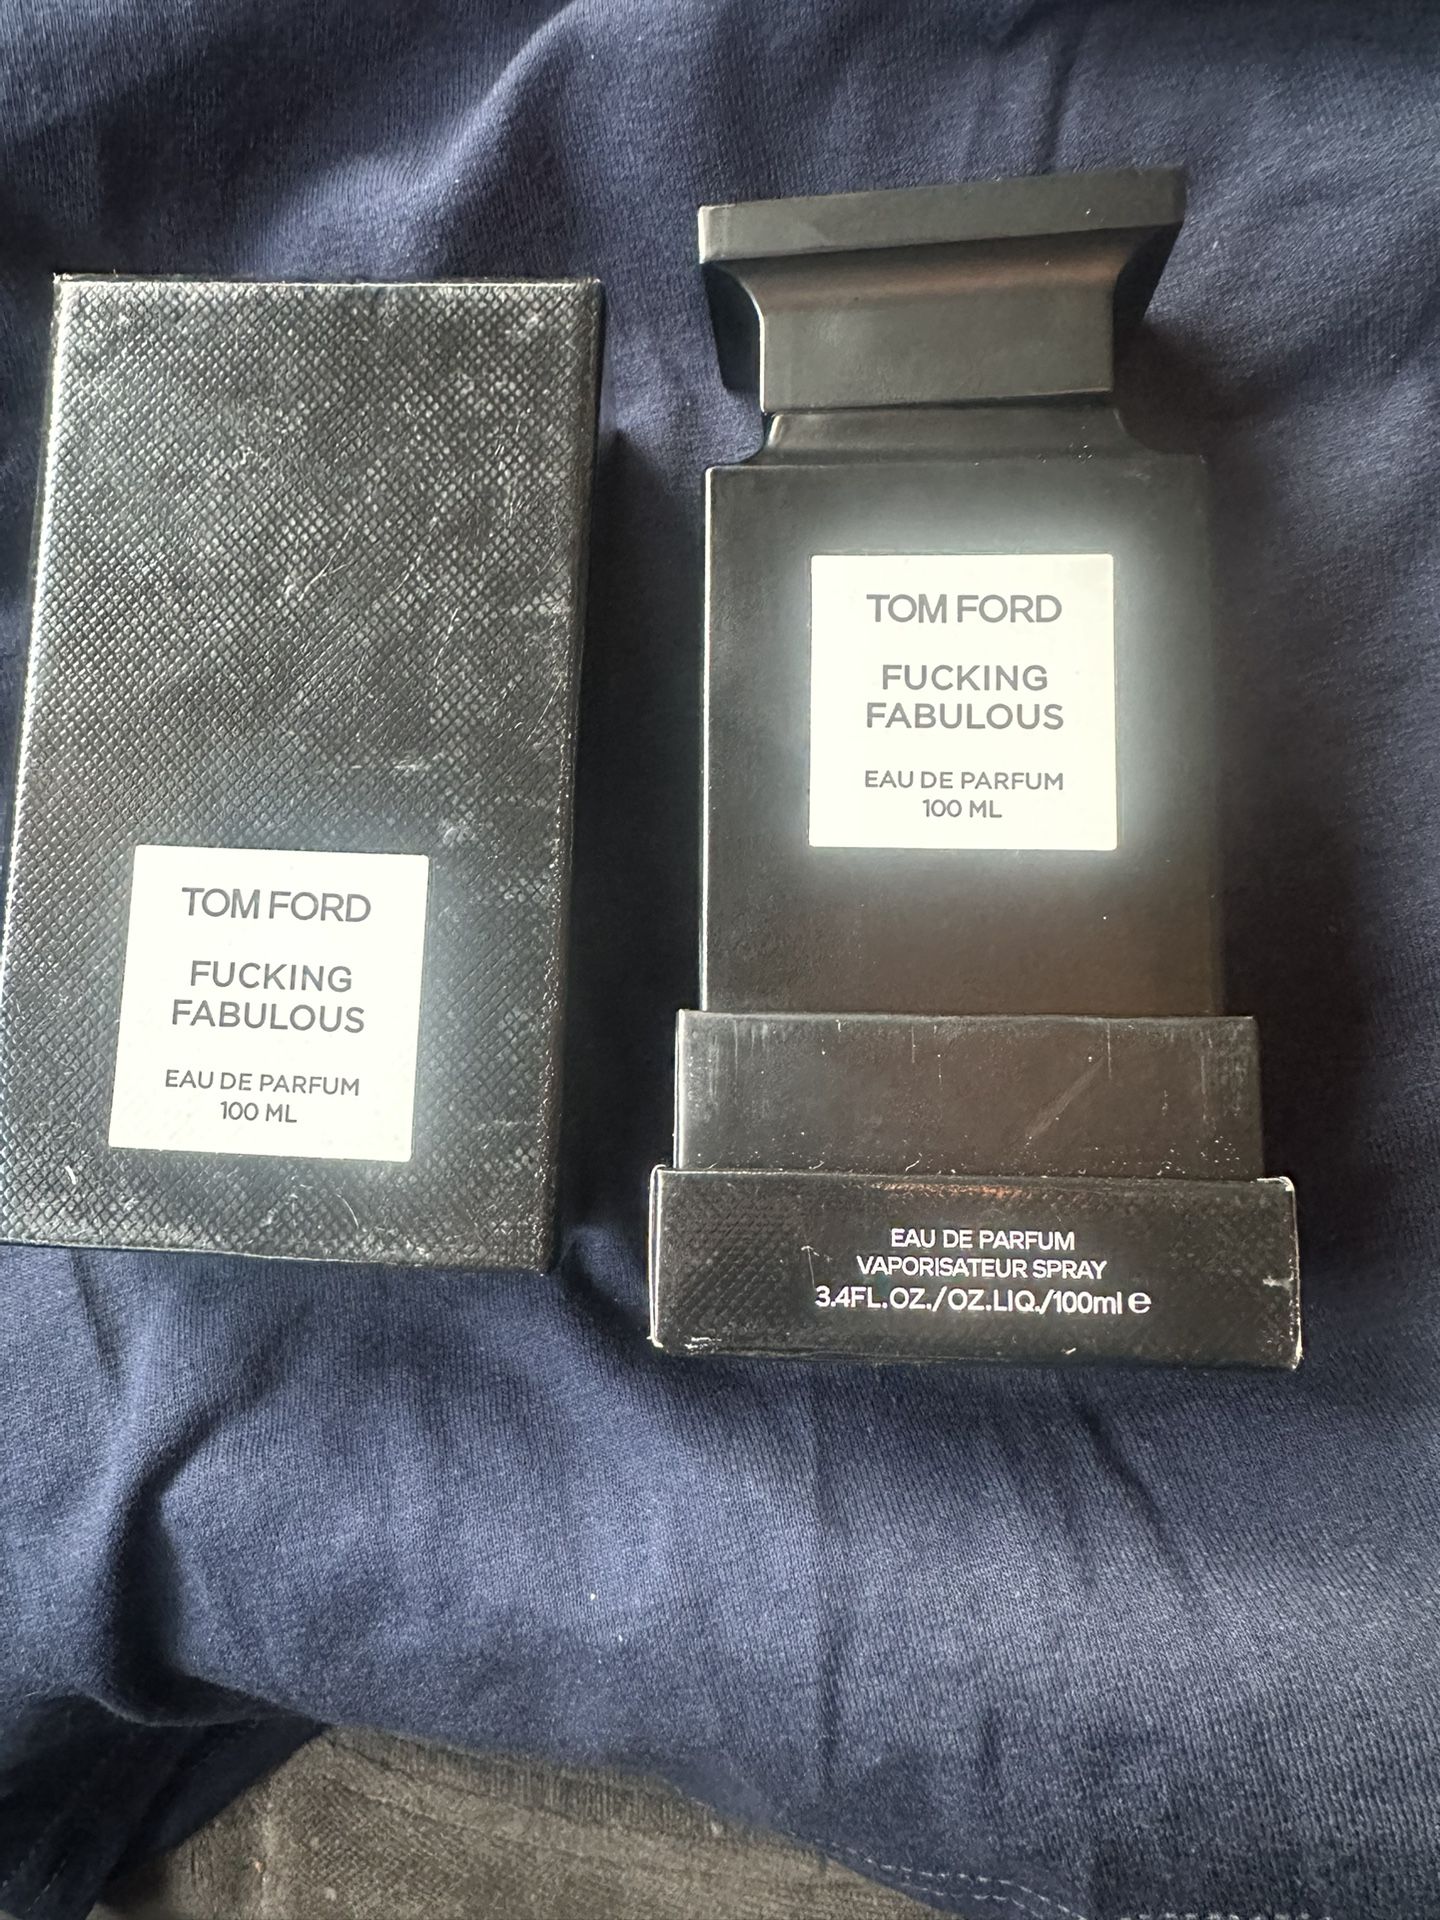 TOM FORD
FUCKING
FABULOUS
EAU DE PARFUM
100 ML
TOM FORD
FUCKING
FABULOUS
EAU DE PARFUM
100 ML
EAU DE PARFUM
VAPORISATEUR SPRAY
3.4FL.OZ./OZ.LIQ./100ml e